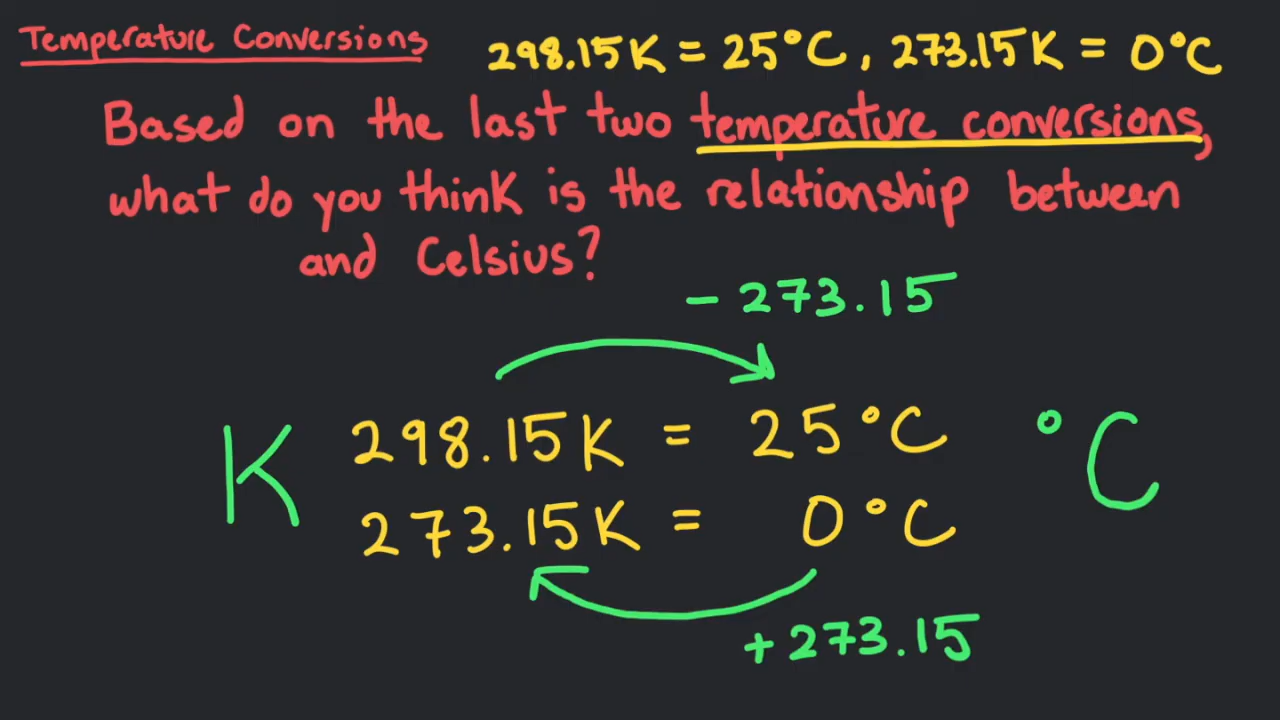 Temperature Conversions
298.15K = 25°C, 273.15K = 0°C
Based on the last two temperature conversions,
what do you think is the relationship between
and Celsius?
- 273.15
K 298.15K = 25°C °C
273.15K = 0°C
+273.15